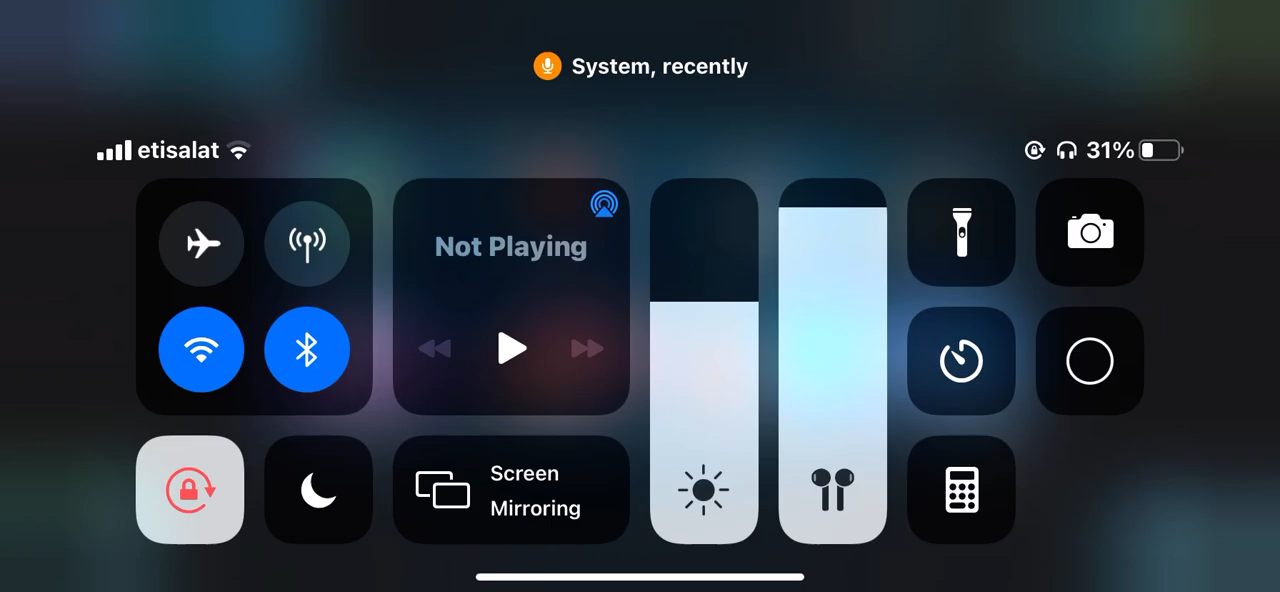 System, recently
etisalat
31%
Not Playing
Screen
Mirroring